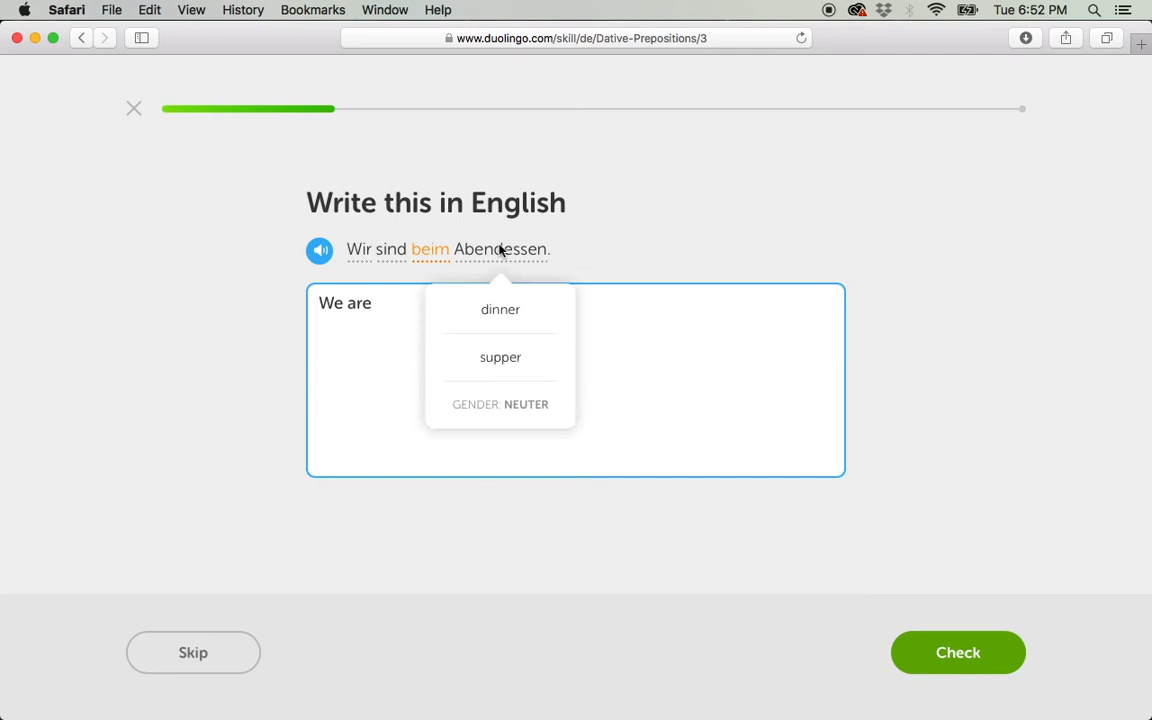 Safari File Edit View History Bookmarks Window Help Tue 6:52 PM
www.duolingo.com/skill/de/Dative-Prepositions/3
Write this in English
Wir sind beim Abendessen.
We are
dinner
supper
GENDER: NEUTER
Skip
Check